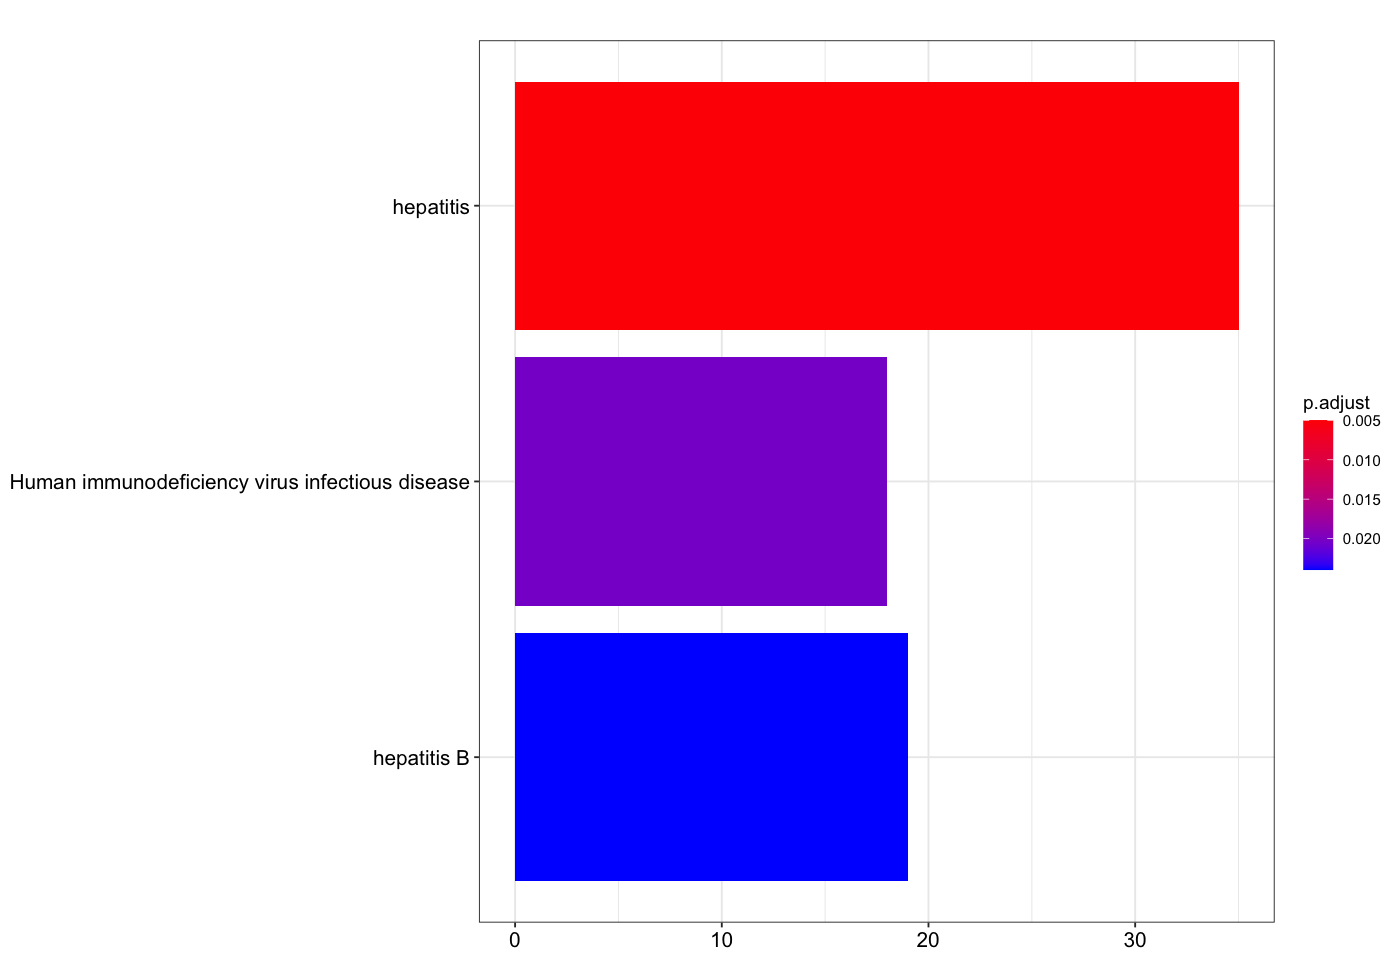 hepatitis
Human immunodeficiency virus infectious disease
hepatitis B
0 10 20 30
p.adjust
0.005
0.010
0.015
0.020